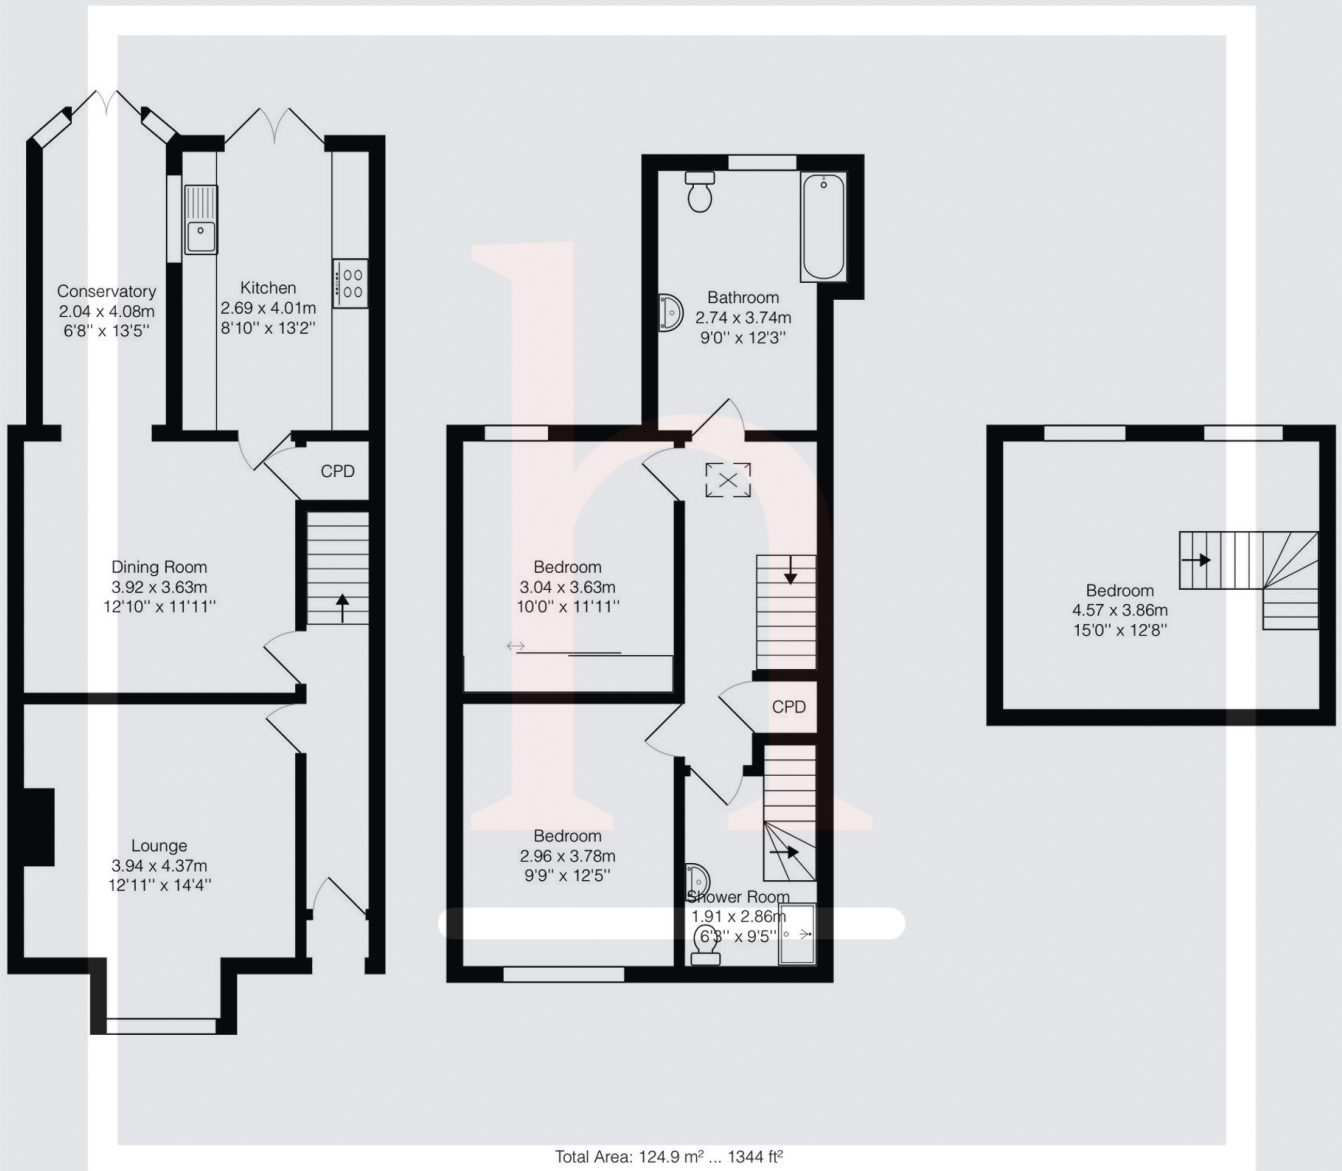 Conservatory
2.04 x 4.08m
6'8'' x 13'5''
Kitchen
2.69 x 4.01m
8'10'' x 13'2''
CPD
Dining Room
3.92 x 3.63m
12'10'' x 11'11''
Lounge
3.94 x 4.37m
12'11'' x 14'4''
Bathroom
2.74 x 3.74m
9'0'' x 12'3''
Bedroom
3.04 x 3.63m
10'0'' x 11'11''
CPD
Bedroom
2.96 x 3.78m
9'9'' x 12'5''
Shower Room
1.91 x 2.86m
6'3'' x 9'5''
Bedroom
4.57 x 3.86m
15'0'' x 12'8''
h
Total Area: 124.9 m² ... 1344 ft²